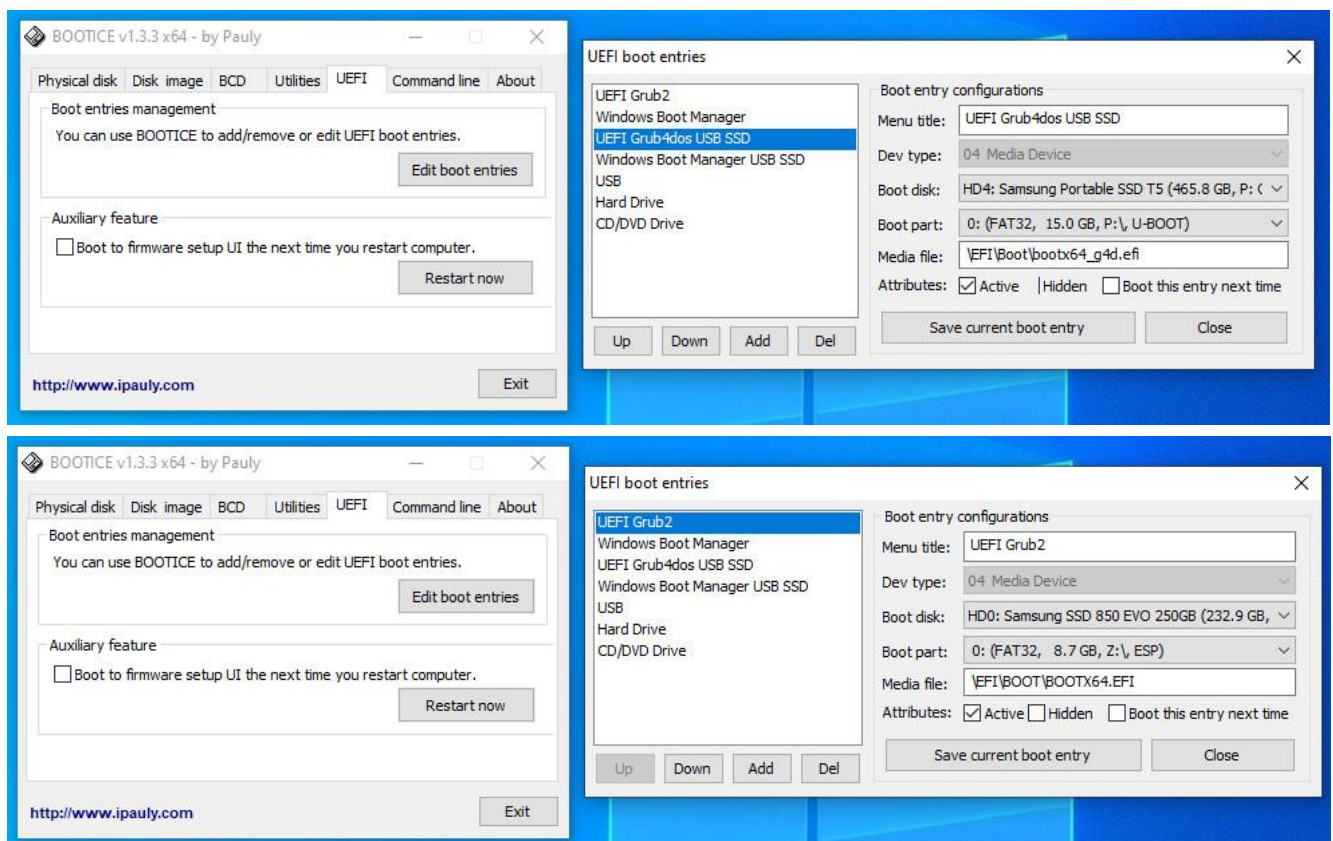 BOOTICE v1.3.3 x64 - by Pauly
Physical disk Disk image BCD Utilities UEFI Command line About
Boot entries management
You can use BOOTICE to add/remove or edit UEFI boot entries.
Edit boot entries
Auxiliary feature
Boot to firmware setup UI the next time you restart computer.
Restart now
http://www.ipauly.com
Exit
UEFI boot entries
UEFI Grub2
Windows Boot Manager
UEFI Grub4dos USB SSD
Windows Boot Manager USB SSD
USB
Hard Drive
CD/DVD Drive
Up Down Add Del
Boot entry configurations
Menu title: UEFI Grub4dos USB SSD
Dev type: 04 Media Device
Boot disk: HD4: Samsung Portable SSD T5 (465.8 GB, P: (
Boot part: 0: (FAT32, 15.0 GB, P:\, U-BOOT)
Media file: \EFI\Boot\bootx64_g4d.efi
Attributes: Active Hidden Boot this entry next time
Save current boot entry Close
BOOTICE v1.3.3 x64 - by Pauly
Physical disk Disk image BCD Utilities UEFI Command line About
Boot entries management
You can use BOOTICE to add/remove or edit UEFI boot entries.
Edit boot entries
Auxiliary feature
Boot to firmware setup UI the next time you restart computer.
Restart now
http://www.ipauly.com
Exit
UEFI boot entries
UEFI Grub2
Windows Boot Manager
UEFI Grub4dos USB SSD
Windows Boot Manager USB SSD
USB
Hard Drive
CD/DVD Drive
Up Down Add Del
Boot entry configurations
Menu title: UEFI Grub2
Dev type: 04 Media Device
Boot disk: HD0: Samsung SSD 850 EVO 250GB (232.9 GB,
Boot part: 0: (FAT32, 8.7 GB, Z:\, ESP)
Media file: \EFI\BOOT\BOOTX64.EFI
Attributes: Active Hidden Boot this entry next time
Save current boot entry Close